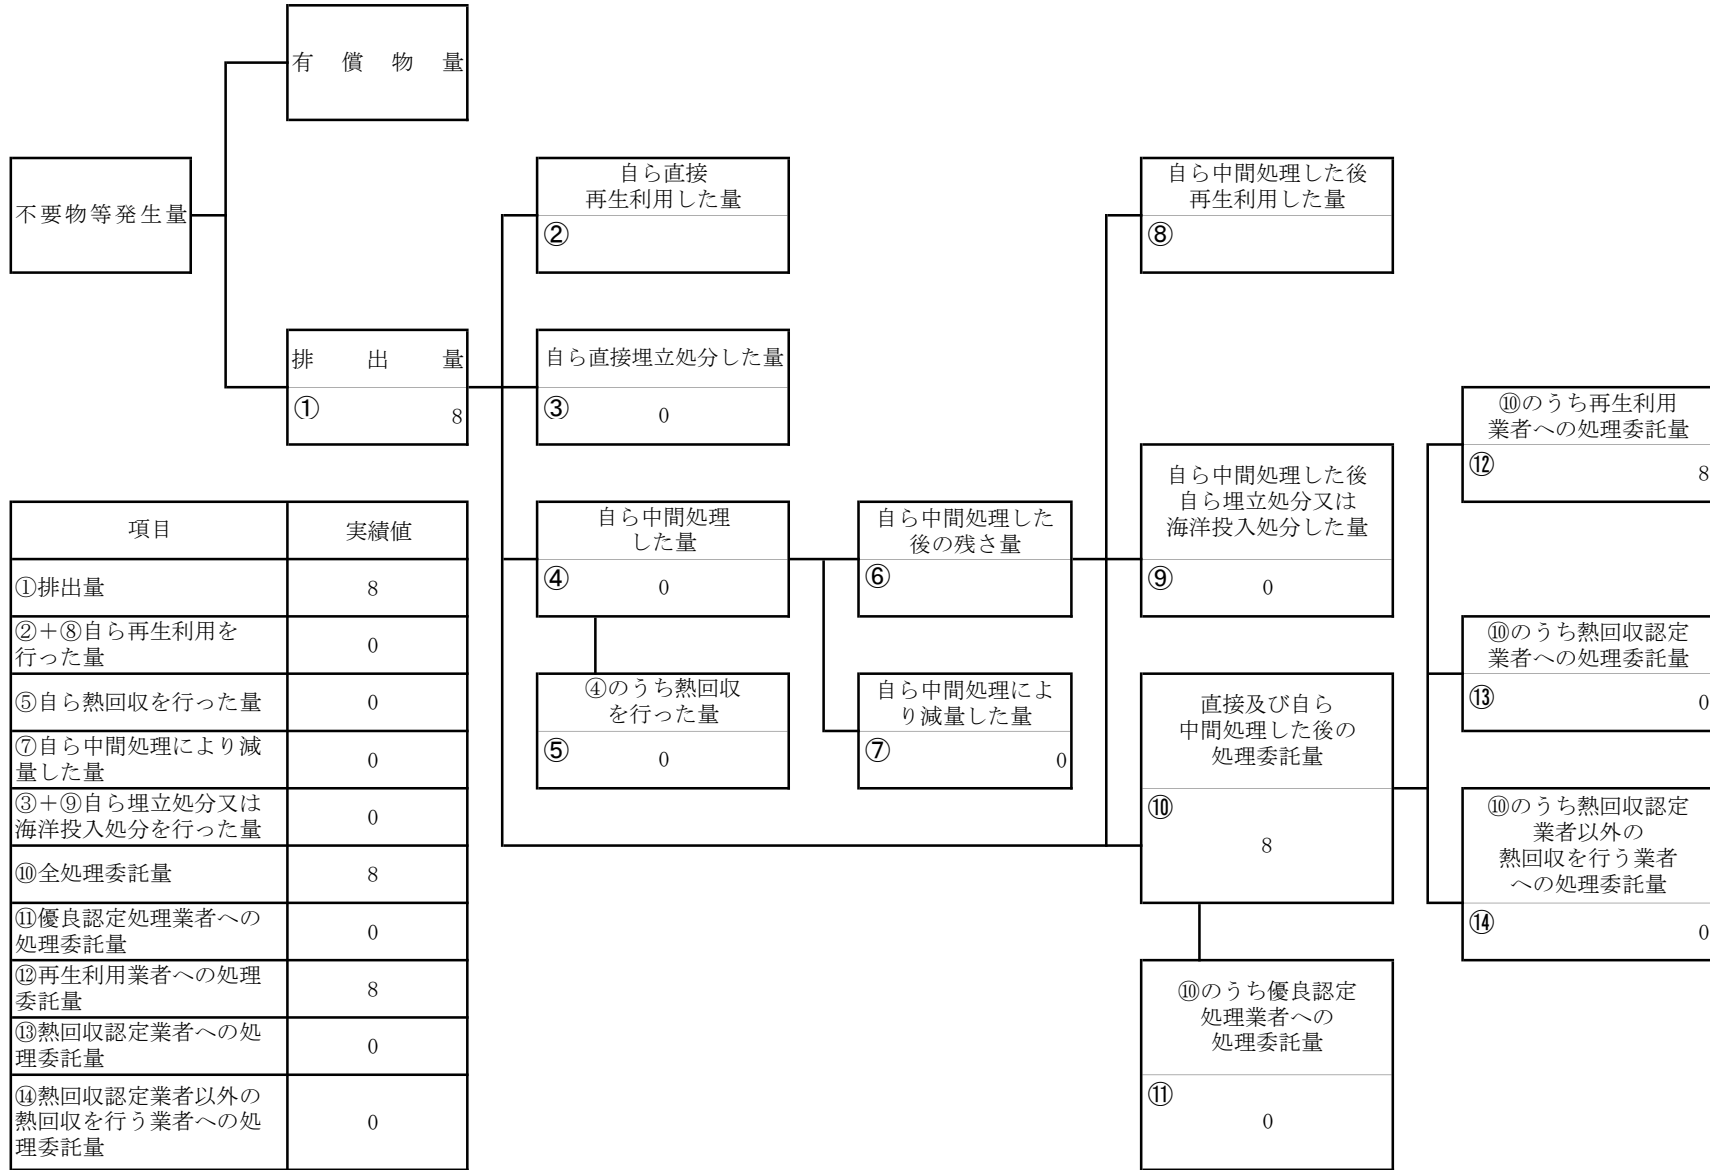 有償物量
不要物等発生量
自ら直接
再生利用した量
②
自ら中間処理した後
再生利用した量
⑧
排出量
① 8
自ら直接埋立処分した量
③ 0
⑩のうち再生利用
業者への処理委託量
⑫ 8
自ら中間処理
した量
④ 0
自ら中間処理した
後の残さ量
⑥
自ら中間処理した後
自ら埋立処分又は
海洋投入処分した量
⑨ 0
⑩のうち熱回収認定
業者への処理委託量
⑬ 0
④のうち熱回収
を行った量
⑤ 0
自ら中間処理によ
り減量した量
⑦ 0
直接及び自ら
中間処理した後の
処理委託量
⑩
8
⑩のうち熱回収認定
業者以外の
熱回収を行う業者
への処理委託量
⑭ 0
⑩のうち優良認定
処理業者への
処理委託量
⑪
0
項目 実績値
①排出量 8
②+⑧自ら再生利用を
行った量 0
⑤自ら熱回収を行った量 0
⑦自ら中間処理により減
量した量 0
③+⑨自ら埋立処分又は
海洋投入処分を行った量 0
⑩全処理委託量 8
⑪優良認定処理業者への
処理委託量 0
⑫再生利用業者への処理
委託量 8
⑬熱回収認定業者への処
理委託量 0
⑭熱回収認定業者以外の
熱回収を行う業者への処
理委託量 0